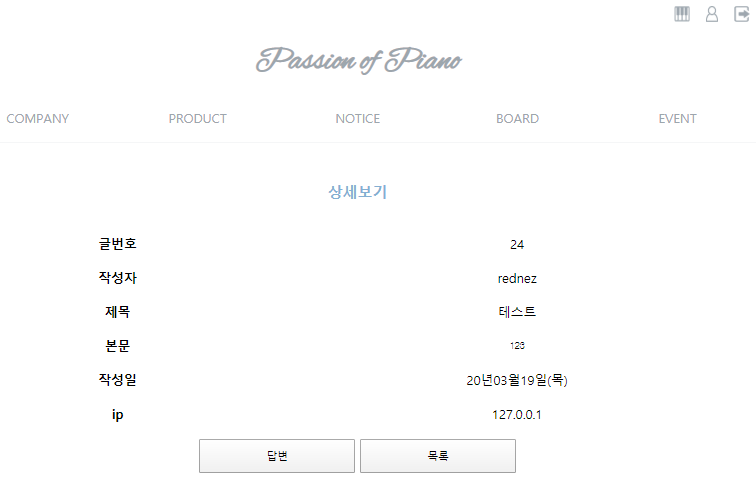 Passion of Piano
COMPANY PRODUCT NOTICE BOARD EVENT
상세보기
글번호 24
작성자 rednez
제목 테스트
본문 123
작성일 20년03월19일(목)
ip 127.0.0.1
답변 목록